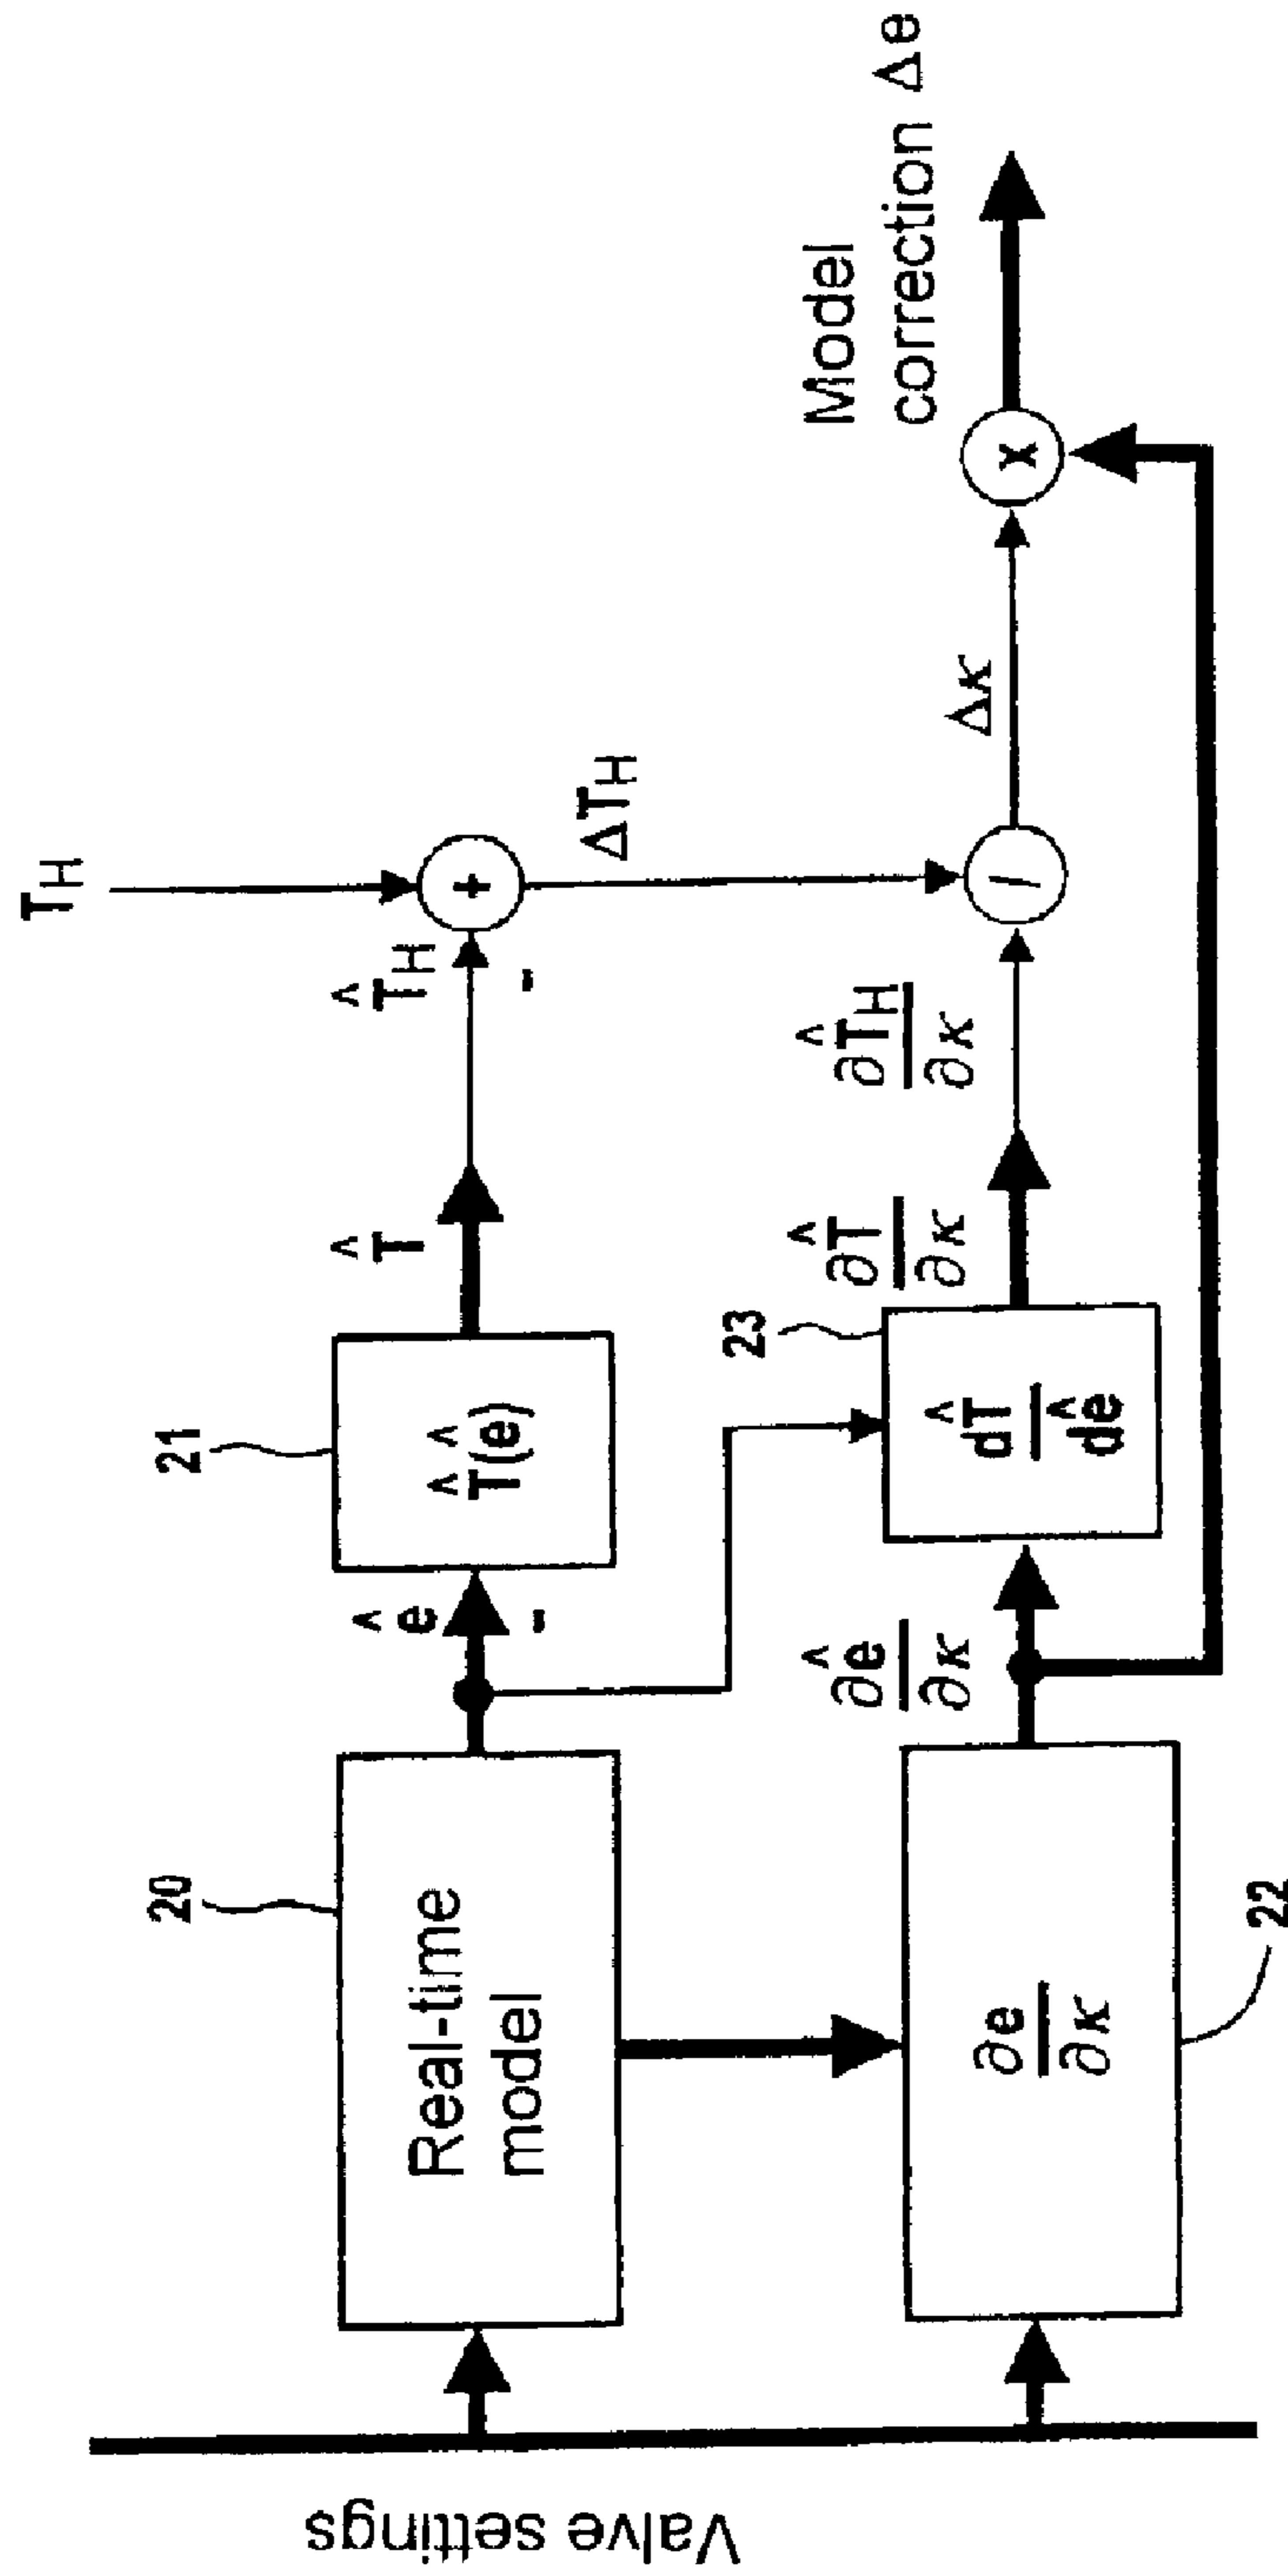 Valve settings
20
Real-time
model
ê
-
21
T̂(ê)
T̂
T̂H
-
TH
+
ΔTH
22
∂e
∂κ
∂ê
∂κ
23
dT̂
dê
∂T̂
∂κ
∂T̂H
∂κ
/
Δκ
x
Model
correction Δe